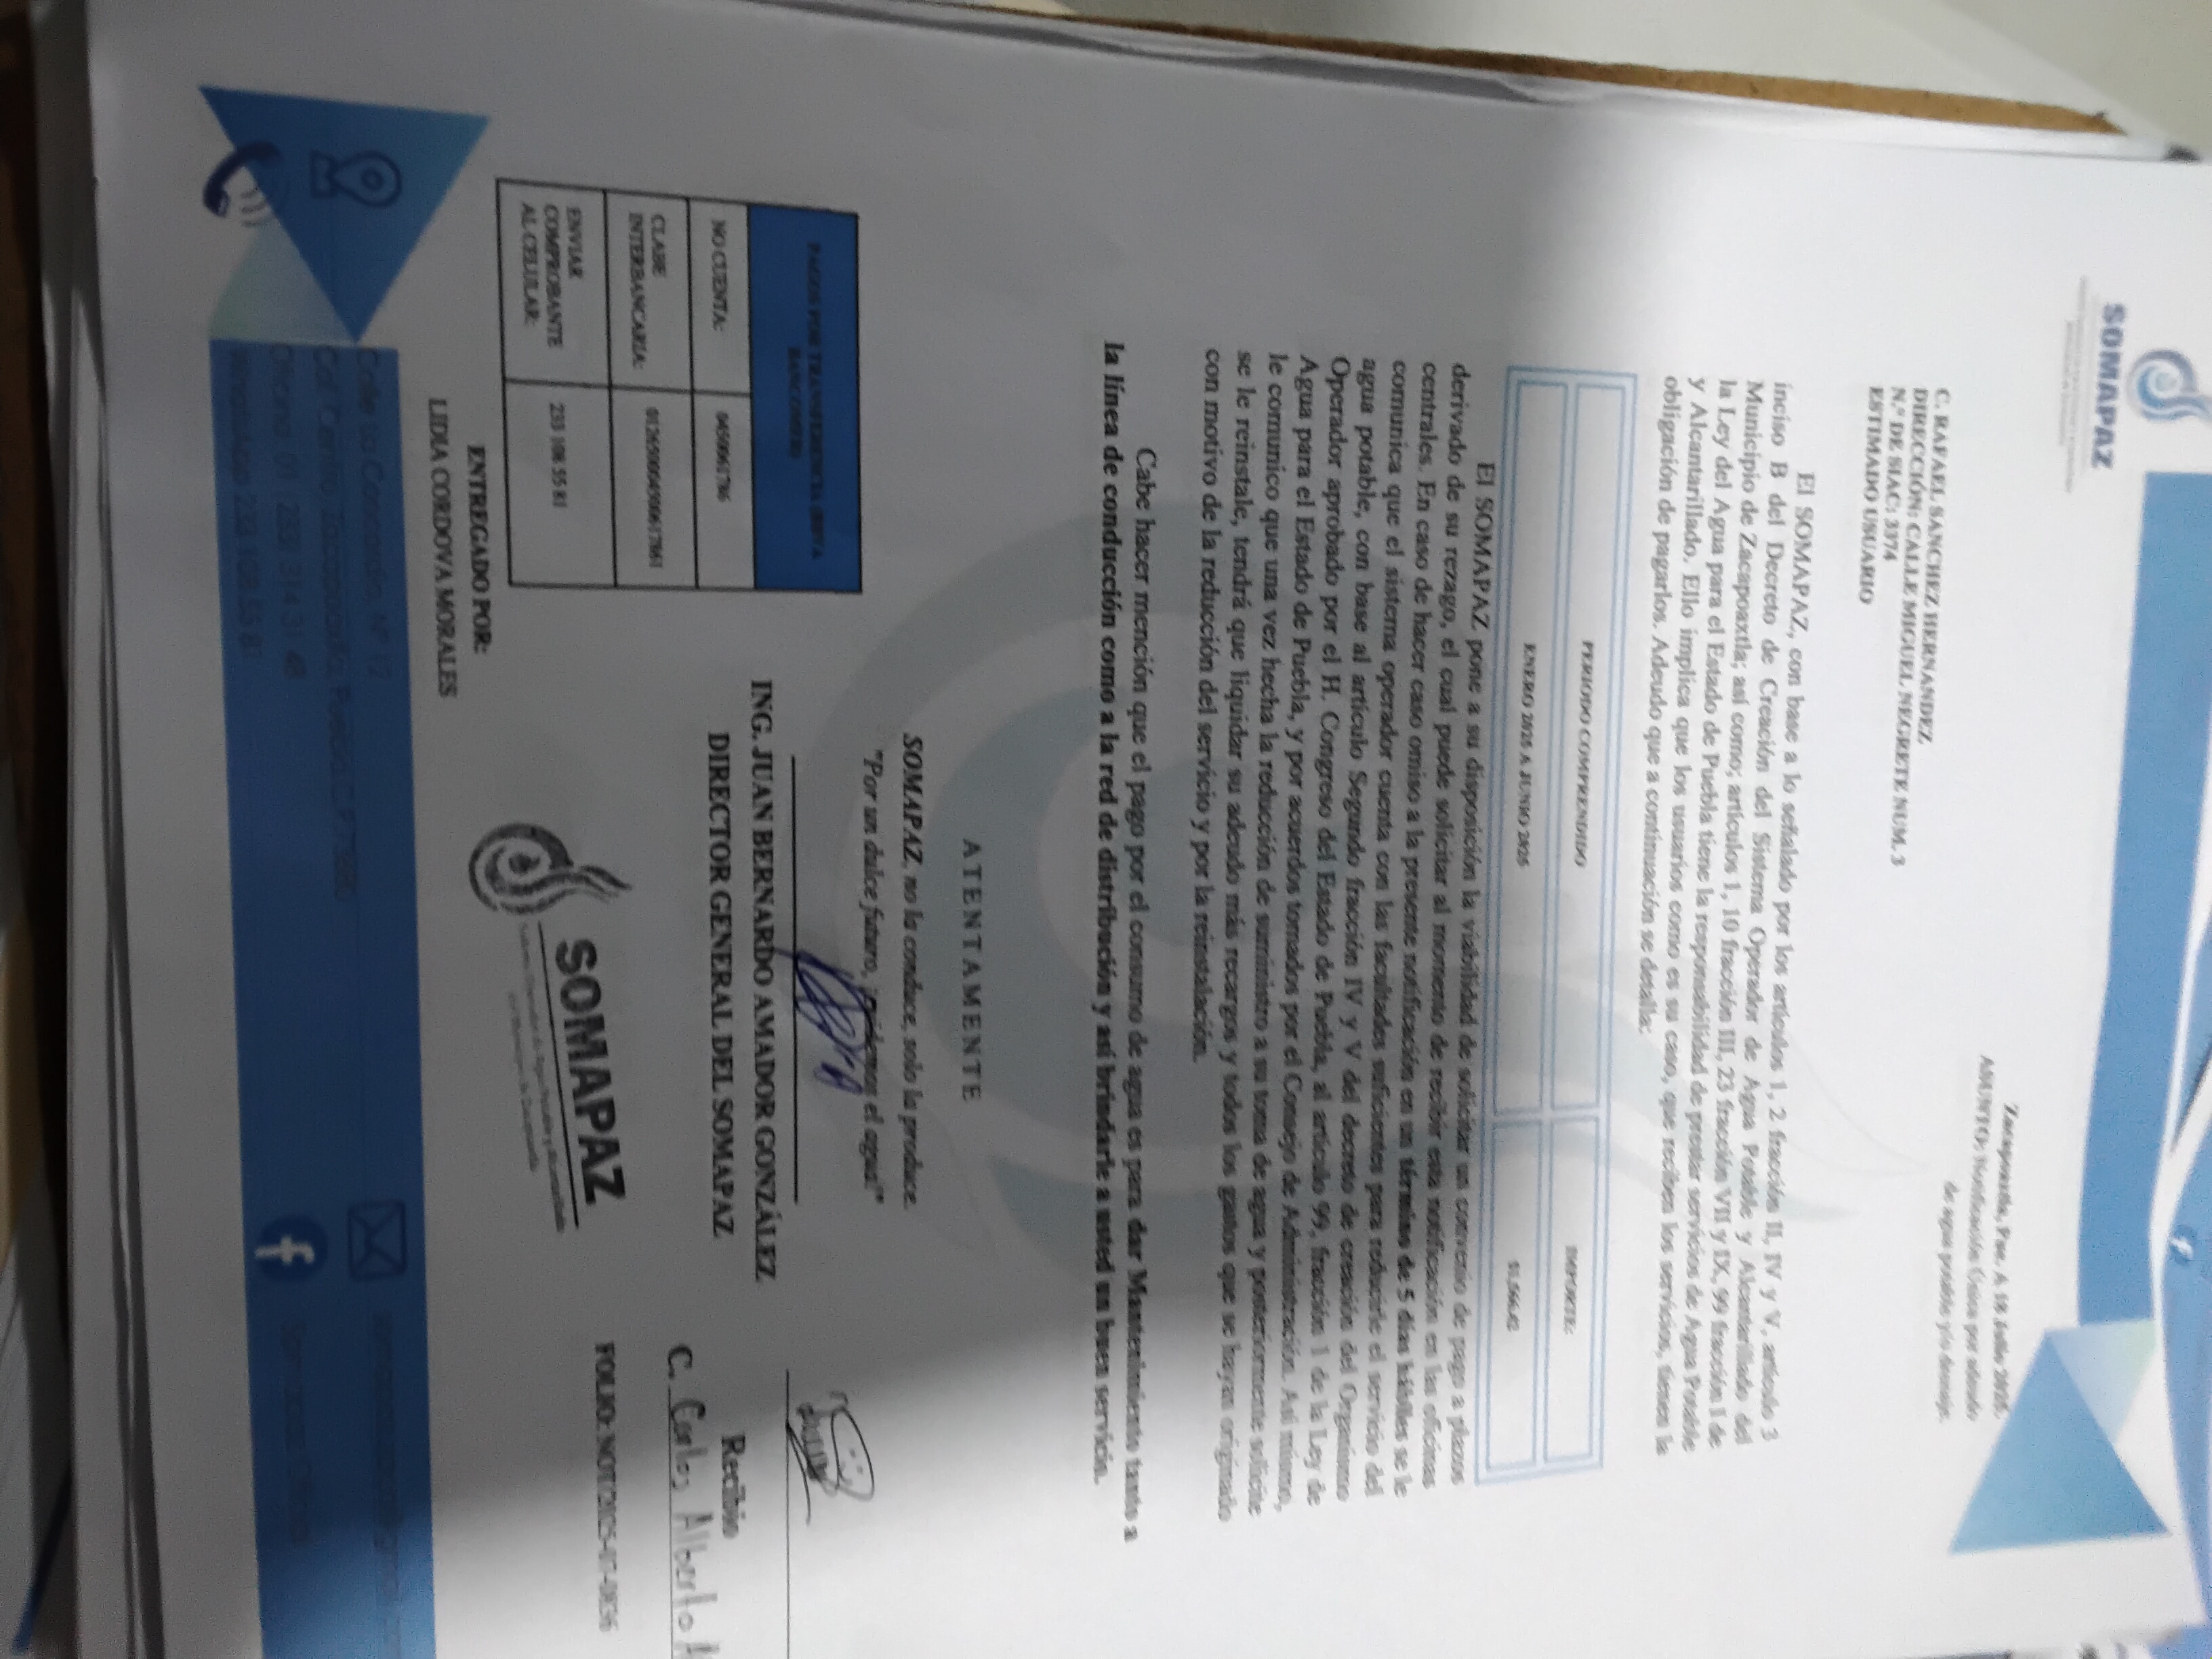 SOMAPAZ
Zacapoaxtla, Pue. A 18 Julio 2025.
ASUNTO: Notificación Única por adeudo
de agua potable y/o drenaje.
C. RAFAEL SANCHEZ HERNANDEZ
DIRECCIÓN: CALLE MIGUEL NEGRETE NUM. 3
N.º DE SIAC: 3374
ESTIMADO USUARIO
El SOMAPAZ, con base a lo señalado por los artículos 1, 2 fracción II, IV y V, artículo 3
inciso B del Decreto de Creación del Sistema Operador de Agua Potable y Alcantarillado del
Municipio de Zacapoaxtla; así como; artículos 1, 10 fracción III, 23 fracción VII y IX, 99 fracción I de
la Ley del Agua para el Estado de Puebla tiene la responsabilidad de prestar servicios de Agua Potable
y Alcantarillado. Ello implica que los usuarios como es su caso, que reciben los servicios, tienen la
obligación de pagarlos. Adeudo que a continuación se detalla:
PERIODO COMPRENDIDO IMPORTE:
ENERO 2025 A JUNIO 2025 $1,566.42
El SOMAPAZ pone a su disposición la viabilidad de solicitar un convenio de pago a plazos
derivado de su rezago, el cual puede solicitar al momento de recibir esta notificación en las oficinas
centrales. En caso de hacer caso omiso a la presente notificación en un término de 5 días hábiles se le
comunica que el sistema operador cuenta con las facultades suficientes para reducirle el servicio del
agua potable, con base al artículo Segundo fracción IV y V del decreto de creación del Organismo
Operador aprobado por el H. Congreso del Estado de Puebla, al artículo 99, fracción 1 de la Ley de
Agua para el Estado de Puebla, y por acuerdos tomados por el Consejo de Administración. Así mismo,
le comunico que una vez hecha la reducción de suministro a su toma de agua y posteriormente solicite
se le reinstale, tendrá que liquidar su adeudo más recargos y todos los gastos que se hayan originado
con motivo de la reducción del servicio y por la reinstalación.
Cabe hacer mención que el pago por el consumo de agua es para dar Mantenimiento tanto a
la línea de conducción como a la red de distribución y así brindarle a usted un buen servicio.
ATENTAMENTE
SOMAPAZ, no la conduce, solo la produce.
"Por un dulce futuro, ¡cuidemos el agua!"
ING. JUAN BERNARDO AMADOR GONZÁLEZ
DIRECTOR GENERAL DEL SOMAPAZ
Recibio
C. Carlos Alberto A
FOLIO: NOT/2025-07-0836
PAGOS POR TRANSFERENCIA (BBVA
BANCOMER)
NO CUENTA: 0450061786
CLABE
INTERBANCARIA: 012650004500617861
ENVIAR
COMPROBANTE
AL CELULAR: 233 108 55 81
SOMAPAZ
Sistema Operador de Agua Potable y Alcantarillado
del Municipio de Zacapoaxtla
ENTREGADO POR:
LIDIA CORDOVA MORALES
Calle La Concordia, Nº 12
Col. Centro, Zacapoaxtla, Puebla C.P. 73680
Oficina: 01 (233) 314 31 48
WhatsApp 233 108 55 81
Somapaz Oficial